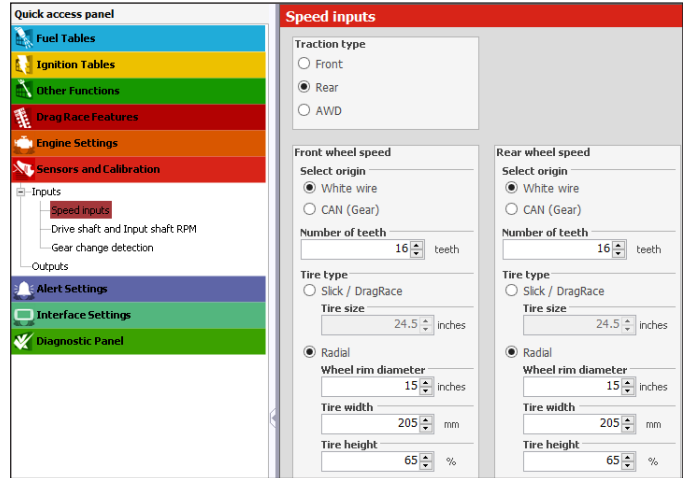 Quick access panel
Fuel Tables
Ignition Tables
Other Functions
Drag Race Features
Engine Settings
Sensors and Calibration
Inputs
Speed inputs
Drive shaft and Input shaft RPM
Gear change detection
Outputs
Alert Settings
Interface Settings
Diagnostic Panel
Speed inputs
Traction type
Front
Rear
AWD
Front wheel speed
Select origin
White wire
CAN (Gear)
Number of teeth
16 teeth
Tire type
Slick / DragRace
Tire size
24.5 inches
Radial
Wheel rim diameter
15 inches
Tire width
205 mm
Tire height
65 %
Rear wheel speed
Select origin
White wire
CAN (Gear)
Number of teeth
16 teeth
Tire type
Slick / DragRace
Tire size
24.5 inches
Radial
Wheel rim diameter
15 inches
Tire width
205 mm
Tire height
65 %